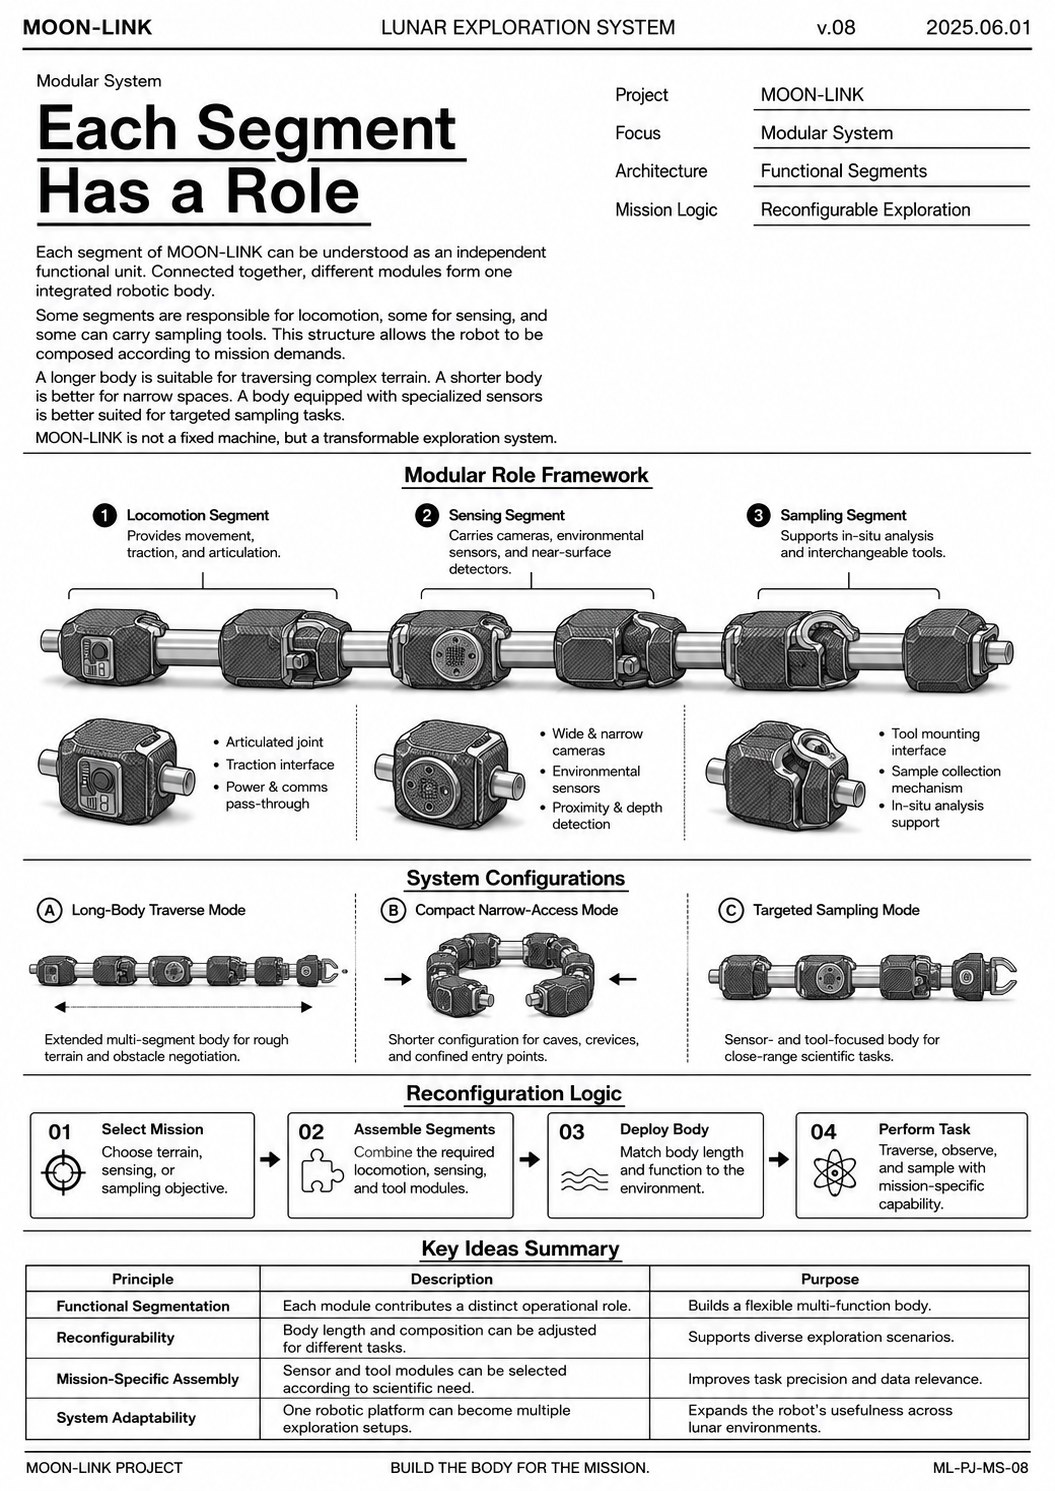 MOON-LINK
LUNAR EXPLORATION SYSTEM
v.08
2025.06.01
Modular System
Each Segment
Has a Role
Project MOON-LINK
Focus Modular System
Architecture Functional Segments
Mission Logic Reconfigurable Exploration
Each segment of MOON-LINK can be understood as an independent
functional unit. Connected together, different modules form one
integrated robotic body.
Some segments are responsible for locomotion, some for sensing, and
some can carry sampling tools. This structure allows the robot to be
composed according to mission demands.
A longer body is suitable for traversing complex terrain. A shorter body
is better for narrow spaces. A body equipped with specialized sensors
is better suited for targeted sampling tasks.
MOON-LINK is not a fixed machine, but a transformable exploration system.
Modular Role Framework
1 Locomotion Segment
Provides movement,
traction, and articulation.
2 Sensing Segment
Carries cameras, environmental
sensors, and near-surface
detectors.
3 Sampling Segment
Supports in-situ analysis
and interchangeable tools.
• Articulated joint
• Traction interface
• Power & comms
pass-through
• Wide & narrow
cameras
• Environmental
sensors
• Proximity & depth
detection
• Tool mounting
interface
• Sample collection
mechanism
• In-situ analysis
support
System Configurations
A Long-Body Traverse Mode
Extended multi-segment body for rough
terrain and obstacle negotiation.
B Compact Narrow-Access Mode
Shorter configuration for caves, crevices,
and confined entry points.
C Targeted Sampling Mode
Sensor- and tool-focused body for
close-range scientific tasks.
Reconfiguration Logic
01 Select Mission
Choose terrain,
sensing, or
sampling objective.
02 Assemble Segments
Combine the required
locomotion, sensing,
and tool modules.
03 Deploy Body
Match body length
and function to the
environment.
04 Perform Task
Traverse, observe,
and sample with
mission-specific
capability.
Key Ideas Summary
Principle Description Purpose
Functional Segmentation Each module contributes a distinct operational role. Builds a flexible multi-function body.
Reconfigurability
Body length and composition can be adjusted
for different tasks.
Supports diverse exploration scenarios.
Mission-Specific Assembly
Sensor and tool modules can be selected
according to scientific need.
Improves task precision and data relevance.
System Adaptability
One robotic platform can become multiple
exploration setups.
Expands the robot's usefulness across
lunar environments.
MOON-LINK PROJECT
BUILD THE BODY FOR THE MISSION.
ML-PJ-MS-08